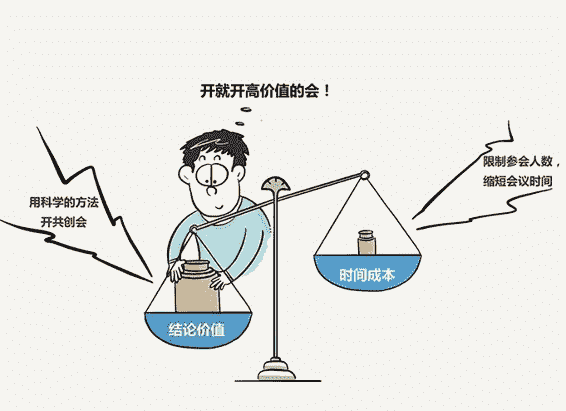 开就开高价值的会！
用科学的方法
开共创会
限制参会人数，
缩短会议时间
时间成本
结论价值